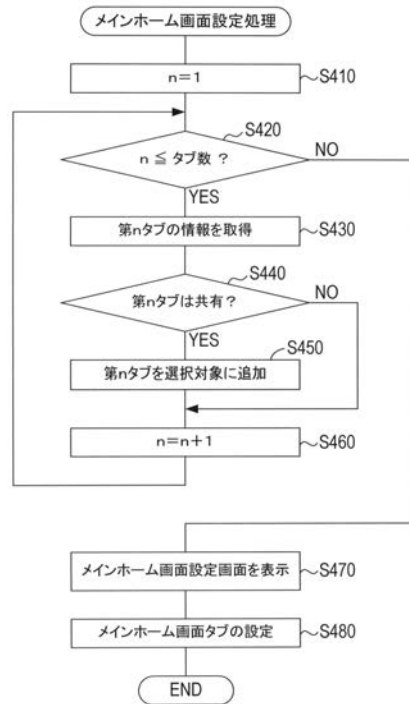 メインホーム画面設定処理
n=1
S410
n ≦ タブ数 ?
S420
NO
YES
第nタブの情報を取得
S430
第nタブは共有?
S440
NO
YES
第nタブを選択対象に追加
S450
n=n+1
S460
メインホーム画面設定画面を表示
S470
メインホーム画面タブの設定
S480
END